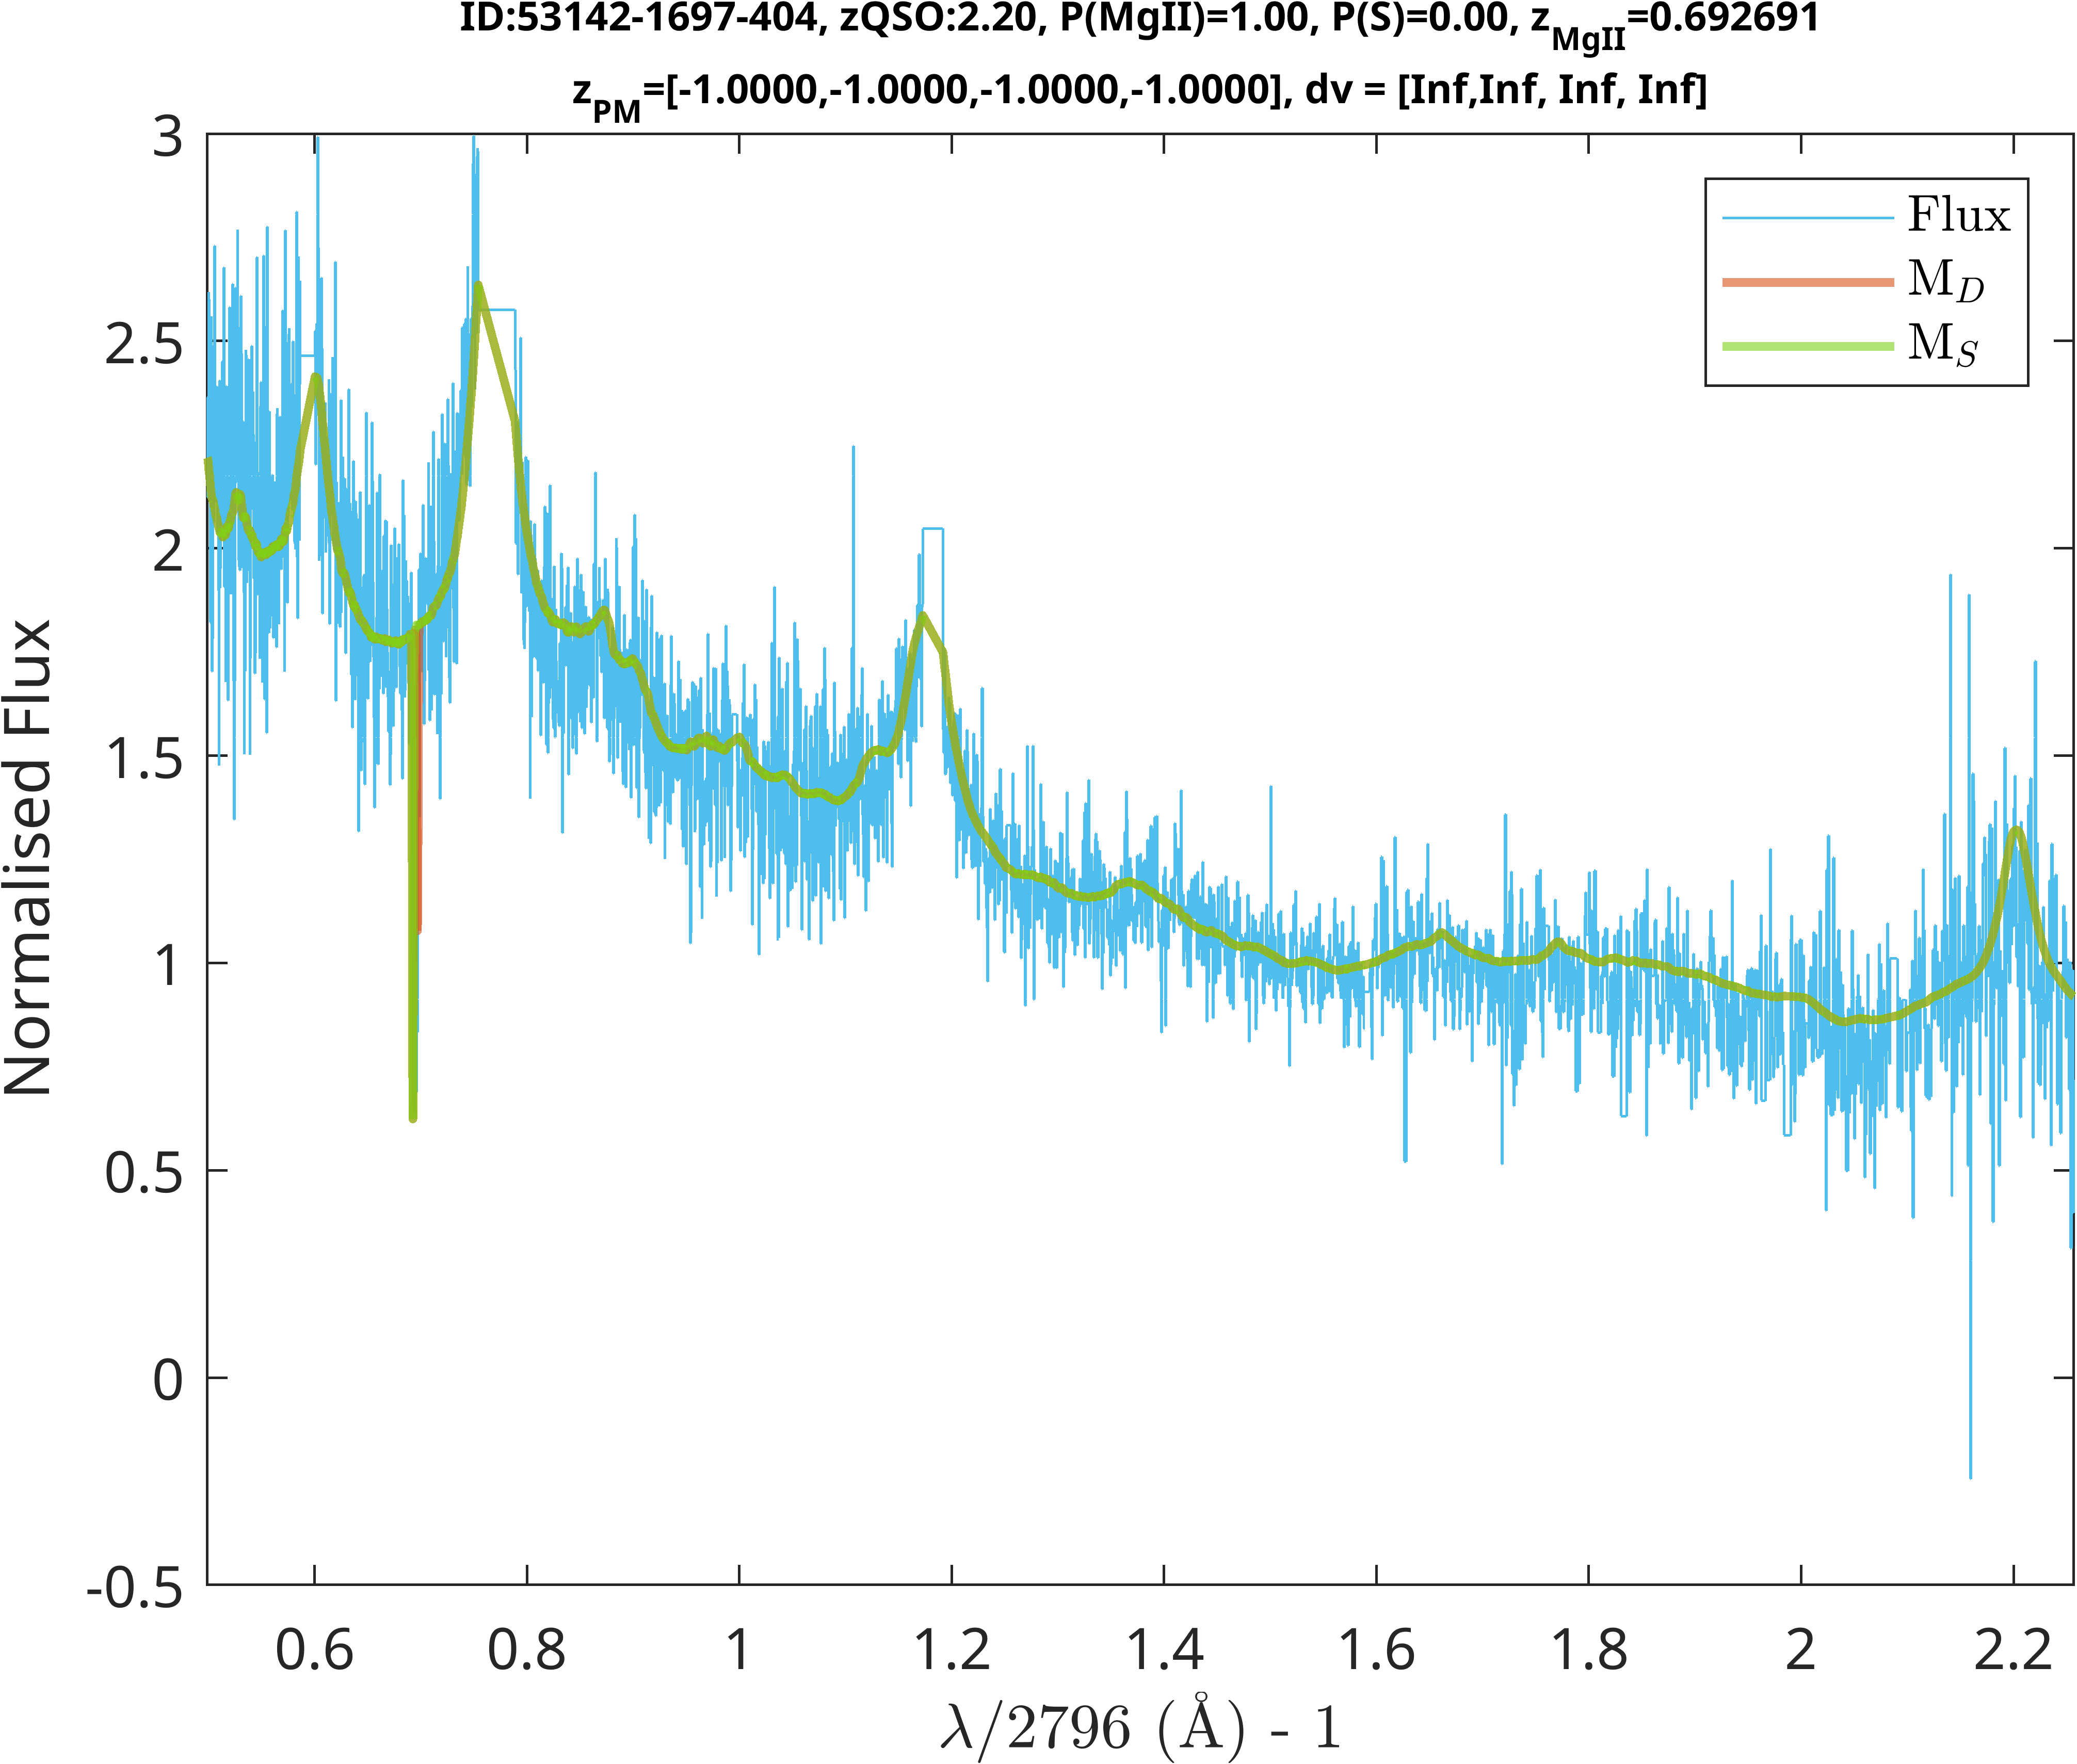 ID:53142-1697-404, zQSO:2.20, P(MgII)=1.00, P(S)=0.00, zMgII=0.692691
zPM=[-1.0000,-1.0000,-1.0000,-1.0000], dv = [Inf,Inf, Inf, Inf]
3
2.5
2
1.5
1
0.5
0
-0.5
Normalised Flux
Flux
MD
MS
0.6 0.8 1 1.2 1.4 1.6 1.8 2 2.2
λ/2796 (Å) - 1